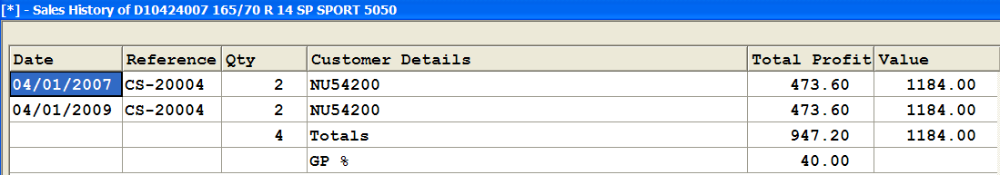 [*] - Sales History of D10424007 165/70 R 14 SP SPORT 5050
Date Reference Qty Customer Details Total Profit Value
04/01/2007 CS-20004 2 NU54200 473.60 1184.00
04/01/2009 CS-20004 2 NU54200 473.60 1184.00
4 Totals 947.20 1184.00
GP % 40.00